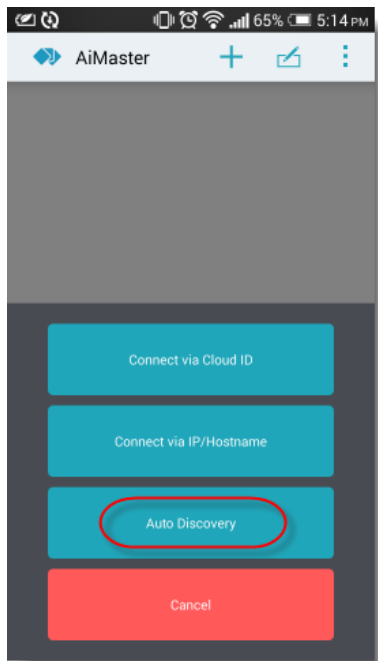 65% 5:14 PM
AiMaster
Connect via Cloud ID
Connect via IP/Hostname
Auto Discovery
Cancel